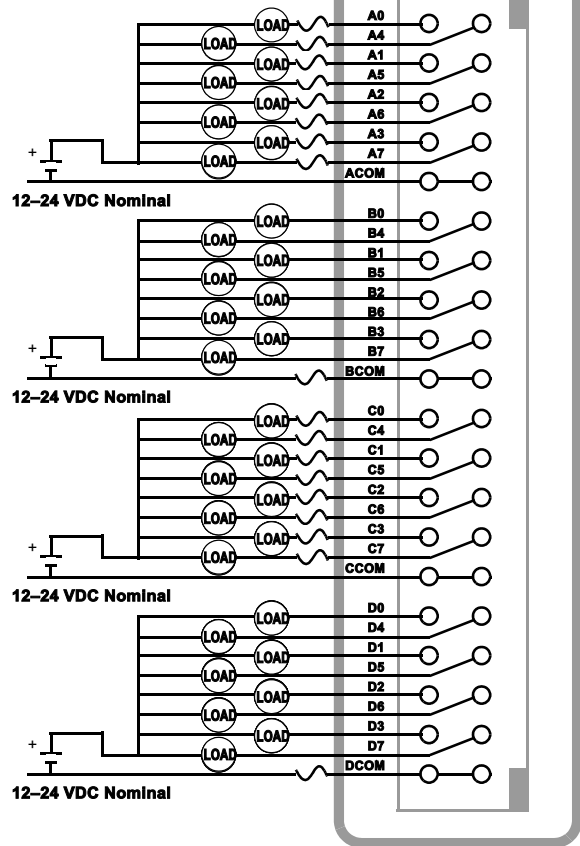 LOAD A0
LOAD A4
LOAD A1
LOAD A5
LOAD A2
LOAD A6
LOAD A3
LOAD A7
+
ACOM
12–24 VDC Nominal
LOAD B0
LOAD B4
LOAD B1
LOAD B5
LOAD B2
LOAD B6
LOAD B3
LOAD B7
+
BCOM
12–24 VDC Nominal
LOAD C0
LOAD C4
LOAD C1
LOAD C5
LOAD C2
LOAD C6
LOAD C3
LOAD C7
+
CCOM
12–24 VDC Nominal
LOAD D0
LOAD D4
LOAD D1
LOAD D5
LOAD D2
LOAD D6
LOAD D3
LOAD D7
+
DCOM
12–24 VDC Nominal